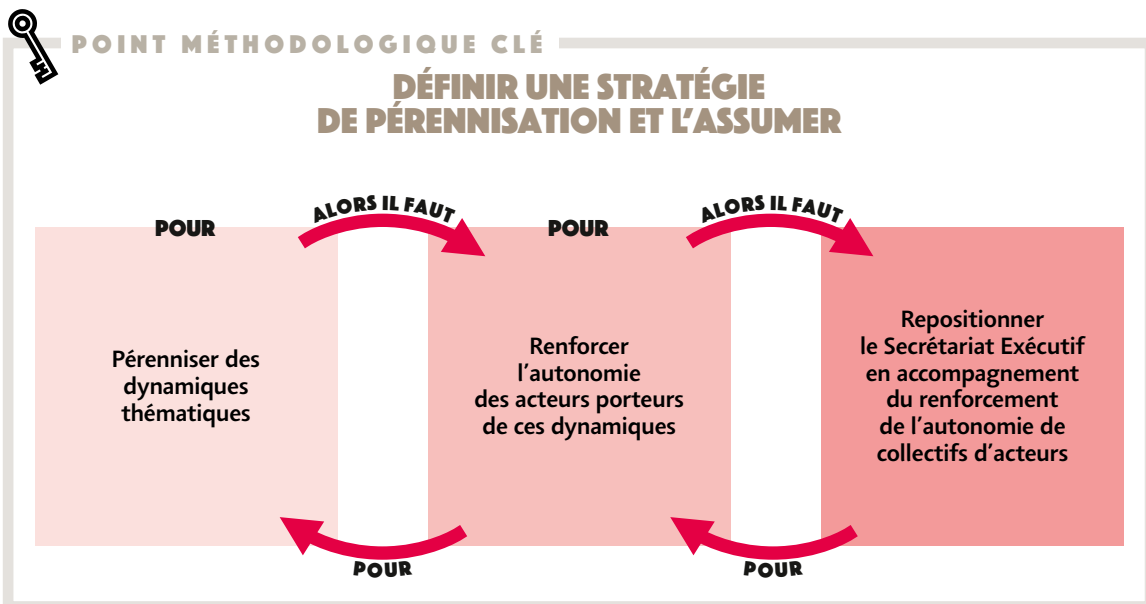 POINT MÉTHODOLOGIQUE CLÉ
DÉFINIR UNE STRATÉGIE
DE PÉRENNISATION ET L'ASSUMER
POUR
ALORS IL FAUT
POUR
ALORS IL FAUT
Pérenniser des
dynamiques
thématiques
Renforcer
l'autonomie
des acteurs porteurs
de ces dynamiques
Repositionner
le Secrétariat Exécutif
en accompagnement
du renforcement
de l'autonomie de
collectifs d'acteurs
POUR
POUR